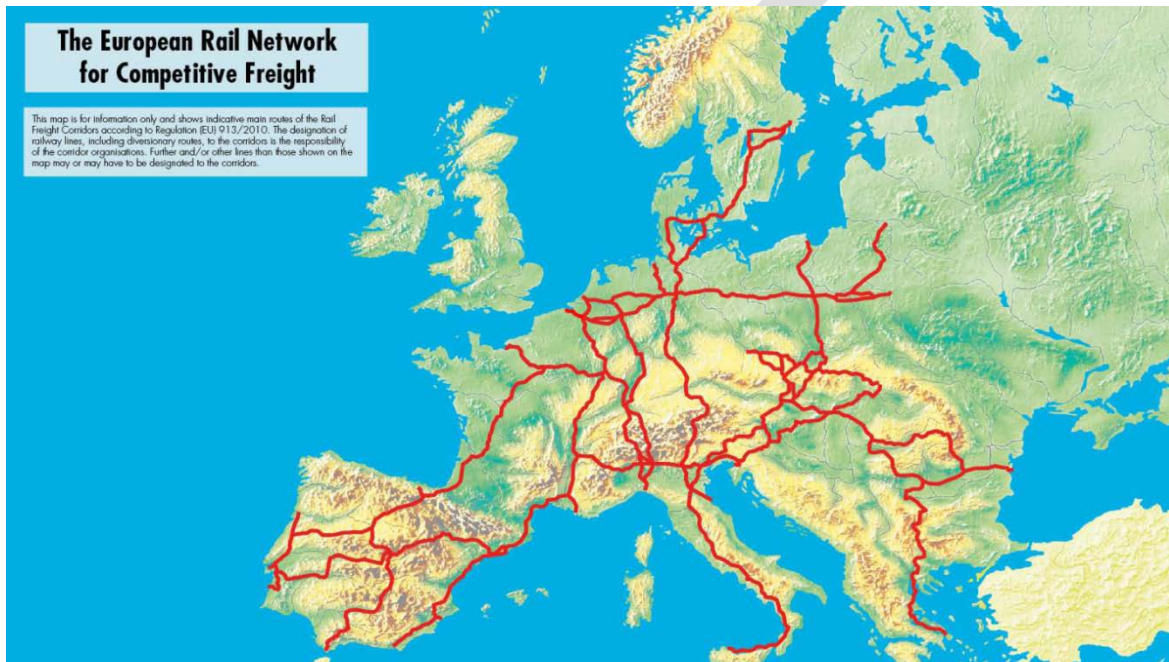 The European Rail Network
for Competitive Freight
This map is for information only and shows indicative main routes of the Rail
Freight Corridors according to Regulation (EU) 913/2010. The designation of
railway lines, including diversionary routes, to the corridors is the responsibility
of the corridor organisations. Further and/or other lines than those shown on the
map may or may have to be designated to the corridors.